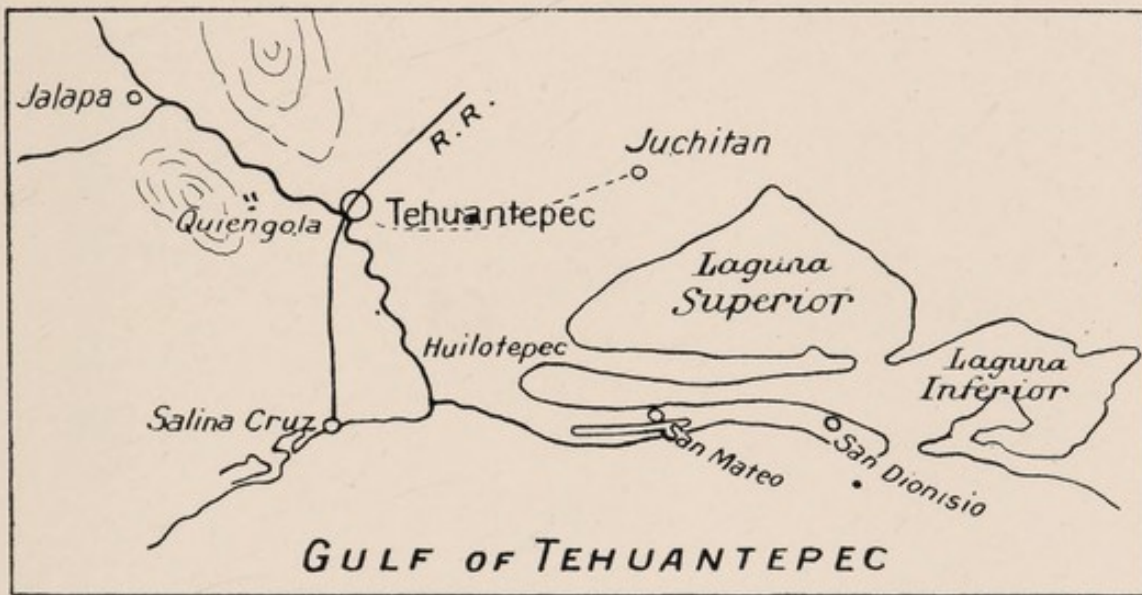 Jalapa
R.R.
Juchitan
Quiengola
Tehuantepec
Laguna
Superior
Huilotepec
Laguna
Inferior
Salina Cruz
San Mateo
San Dionisio
GULF OF TEHUANTEPEC